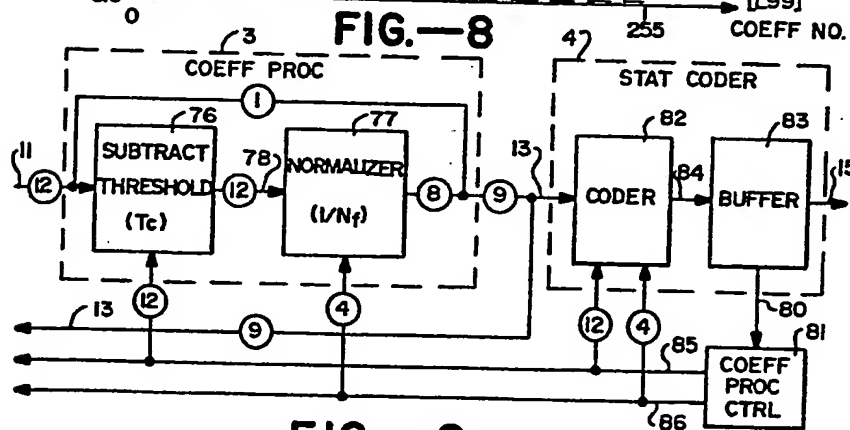 0
255
[L99]
COEFF NO.
FIG.—8
3
COEFF PROC
4
STAT CODER
1
76
77
82
83
11
12
SUBTRACT
THRESHOLD
(Tc)
12
78
NORMALIZER
(1/Nf)
8
9
13
CODER
84
BUFFER
15
12
4
12
4
80
81
13
9
85
COEFF
PROC
CTRL
86